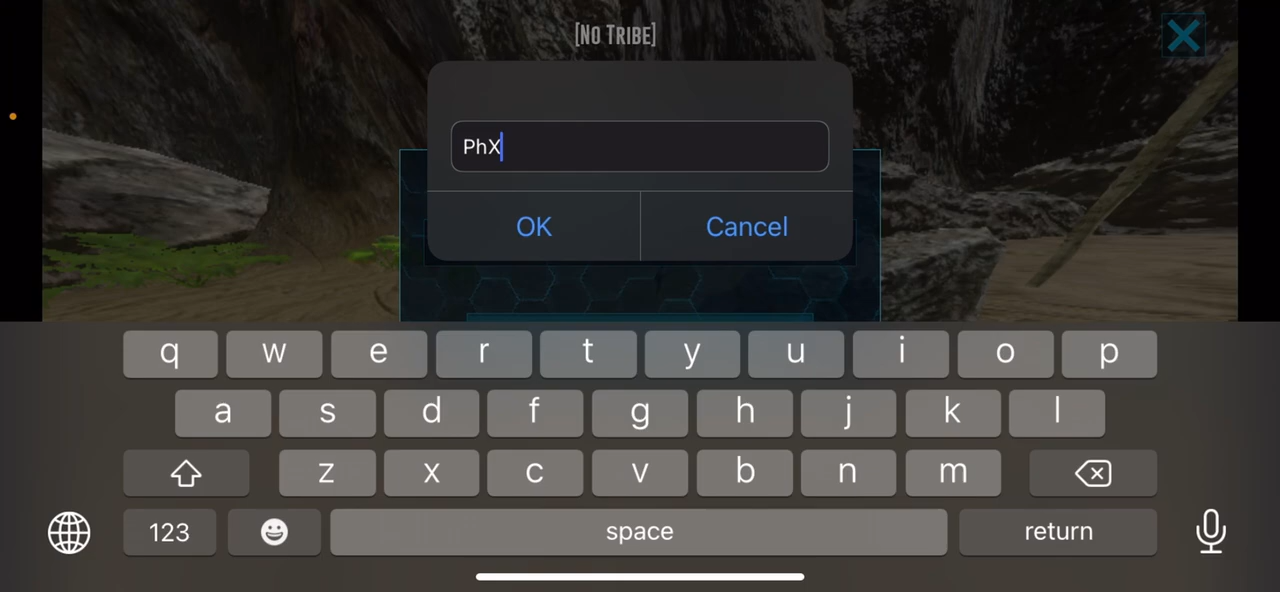 [No Tribe]
PhX
OK Cancel
q w e r t y u i o p
a s d f g h j k l
z x c v b n m
123 space return